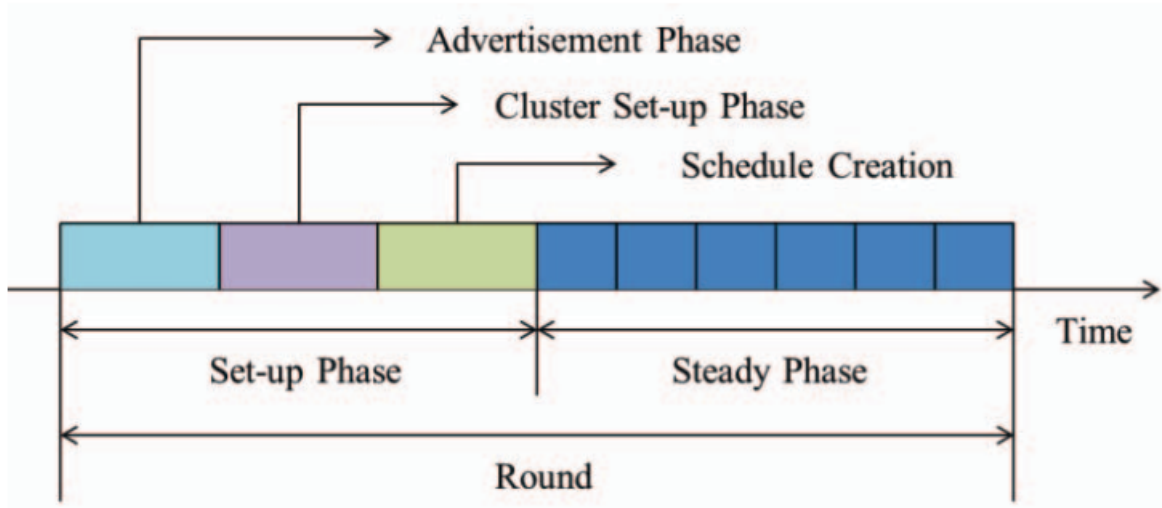 Advertisement Phase
Cluster Set-up Phase
Schedule Creation
Time
Set-up Phase
Steady Phase
Round